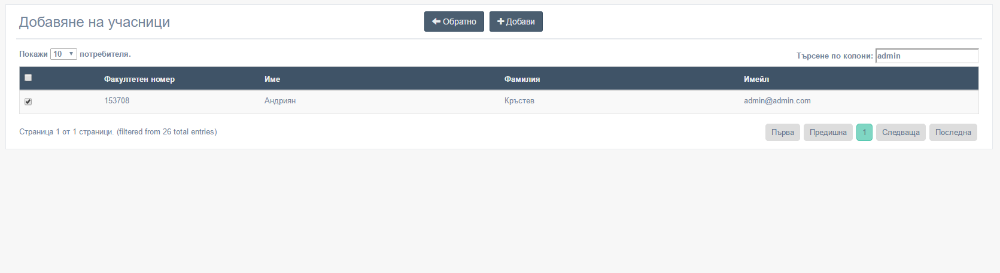 Добавяне на учасници
Обратно
Добави
Покажи 10 потребителя.
Търсене по колони: admin
Факултетен номер Име Фамилия Имейл
153708 Андриян Кръстев admin@admin.com
Страница 1 от 1 страници. (filtered from 26 total entries)
Първа Предишна 1 Следваща Последна